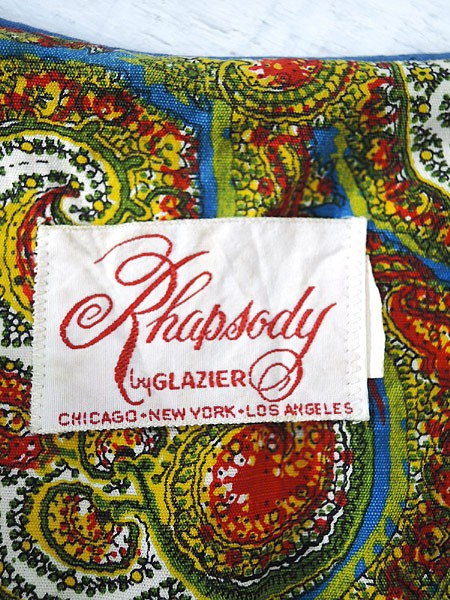 Rhapsody
by GLAZIER
CHICAGO • NEW YORK • LOS ANGELES